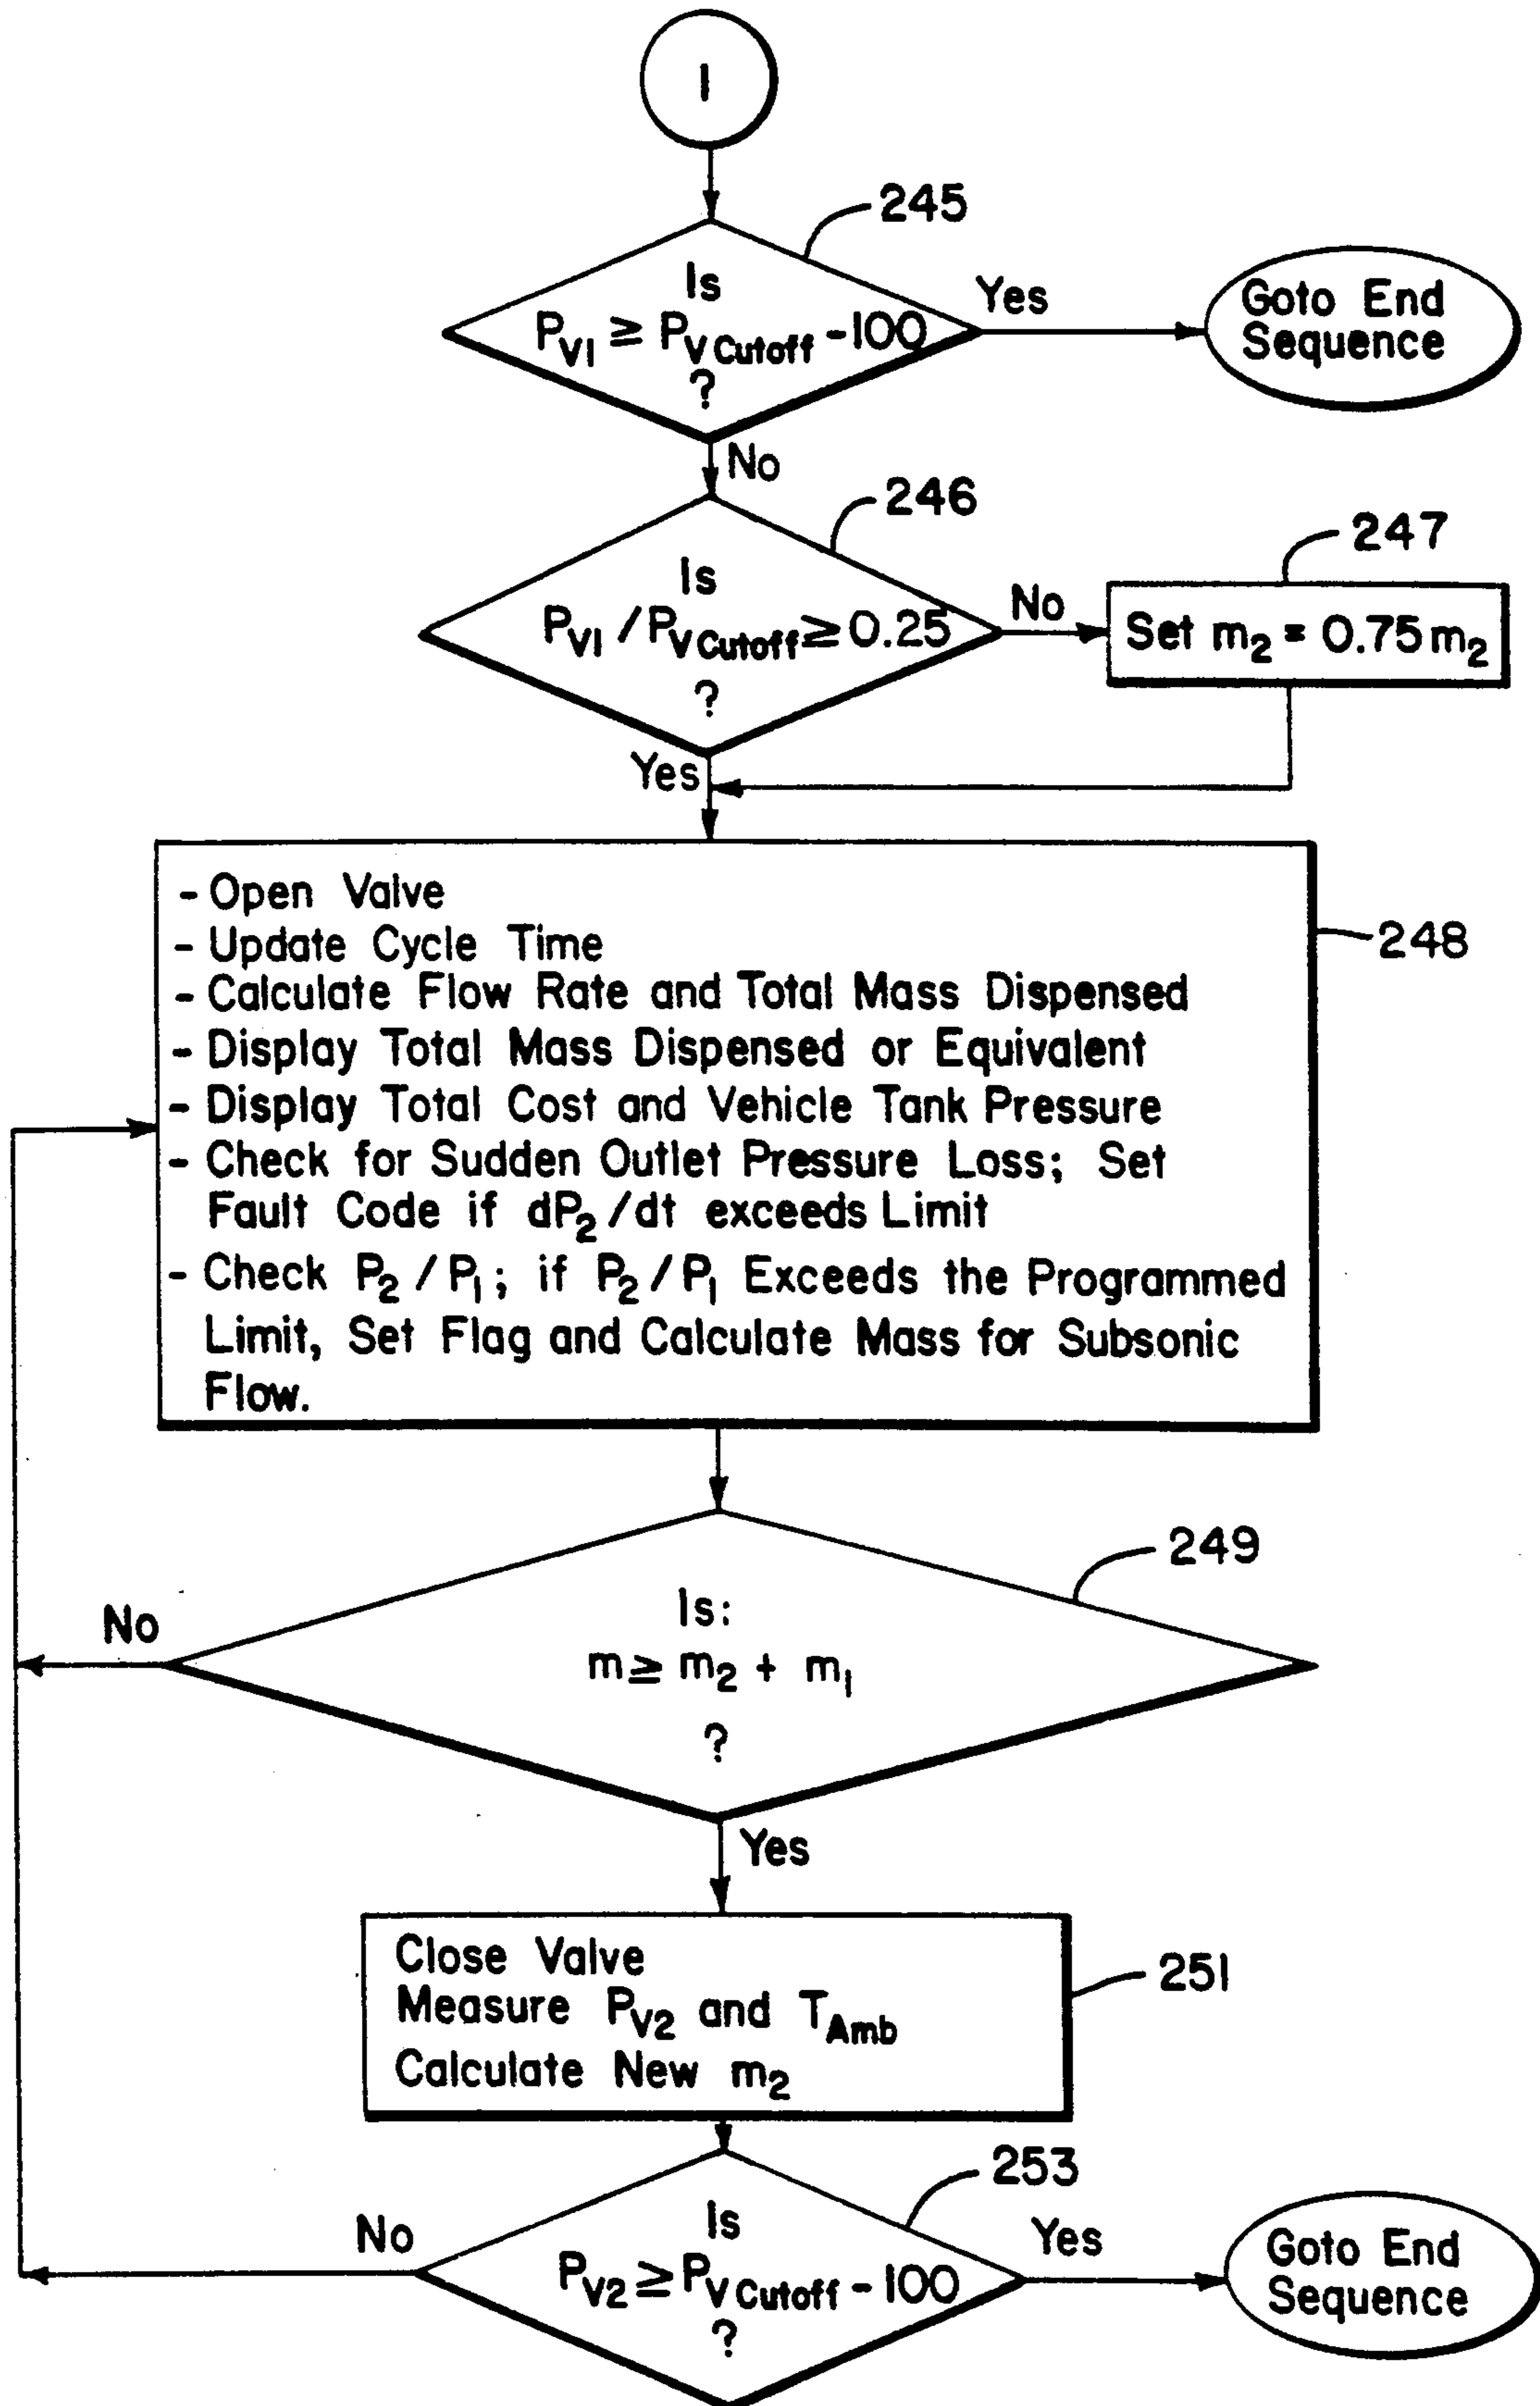 I
245
Is
P_V1 ≥ P_V Cutoff -100
?
Yes
Goto End
Sequence
No
246
Is
P_V1 / P_V Cutoff ≥ 0.25
?
No
247
Set m_2 = 0.75 m_2
Yes
- Open Valve
- Update Cycle Time
- Calculate Flow Rate and Total Mass Dispensed
- Display Total Mass Dispensed or Equivalent
- Display Total Cost and Vehicle Tank Pressure
- Check for Sudden Outlet Pressure Loss; Set
Fault Code if dP_2/dt exceeds Limit
- Check P_2 / P_1; if P_2/P_1 Exceeds the Programmed
Limit, Set Flag and Calculate Mass for Subsonic
Flow.
248
249
Is:
m ≥ m_2 + m_1
?
No
Yes
Close Valve
Measure P_V2 and T_Amb
Calculate New m_2
251
253
Is
P_V2 ≥ P_V Cutoff - 100
?
No
Yes
Goto End
Sequence